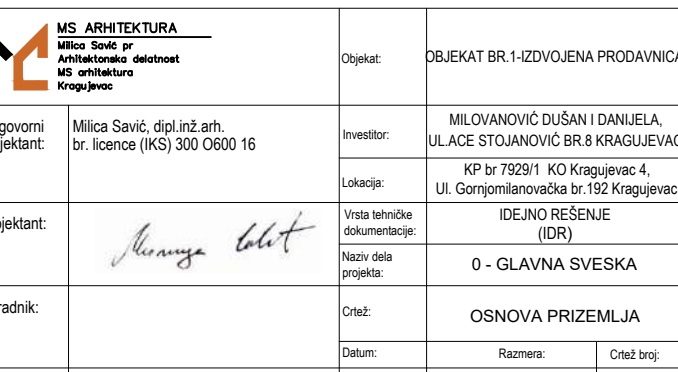 MS ARHITEKTURA
Milica Savić pr
Arhitektonska delatnost
MS arhitektura
Kragujevac
Objekat:
OBJEKAT BR.1-IZDVOJENA PRODAVNICA
govorni
jektant:
Milica Savić, dipl.inž.arh.
br. licence (IKS) 300 O600 16
Investitor:
MILOVANOVIĆ DUŠAN I DANIJELA,
UL.ACE STOJANOVIĆ BR.8 KRAGUJEVAC
Lokacija:
KP br 7929/1 KO Kragujevac 4,
Ul. Gornjomilanovačka br.192 Kragujevac
ojektant:
Vrsta tehničke
dokumentacije:
IDEJNO REŠENJE
(IDR)
Naziv dela
projekta:
0 - GLAVNA SVESKA
radnik:
Crtež:
OSNOVA PRIZEMLJA
Datum:
Razmera:
Crtež broj: